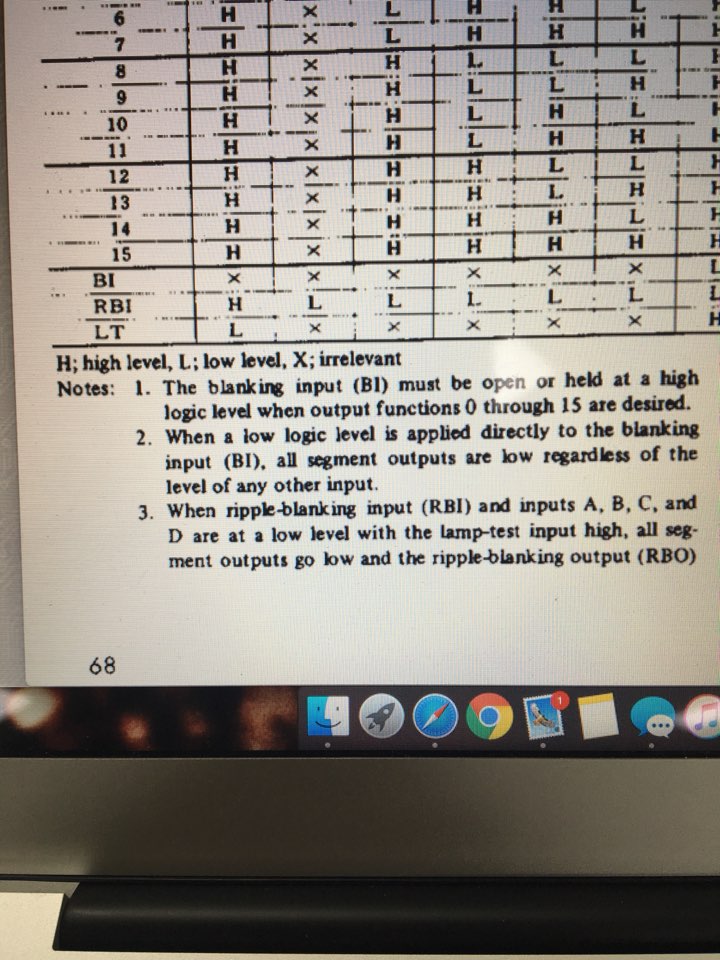 6 H X L H H L
7 H X L H H H
8 H X H L L L
9 H X H L L H
10 H X H L H L
11 H X H L H H
12 H X H H L L
13 H X H H L H
14 H X H H H L
15 H X H H H H
BI X X X X X X L
RBI H L L L L L L
LT L X X X X X H
H; high level, L; low level, X; irrelevant
Notes: 1. The blanking input (BI) must be open or held at a high
logic level when output functions 0 through 15 are desired.
2. When a low logic level is applied directly to the blanking
input (BI), all segment outputs are low regardless of the
level of any other input.
3. When ripple-blanking input (RBI) and inputs A, B, C, and
D are at a low level with the lamp-test input high, all seg-
ment outputs go low and the ripple-blanking output (RBO)
68
1